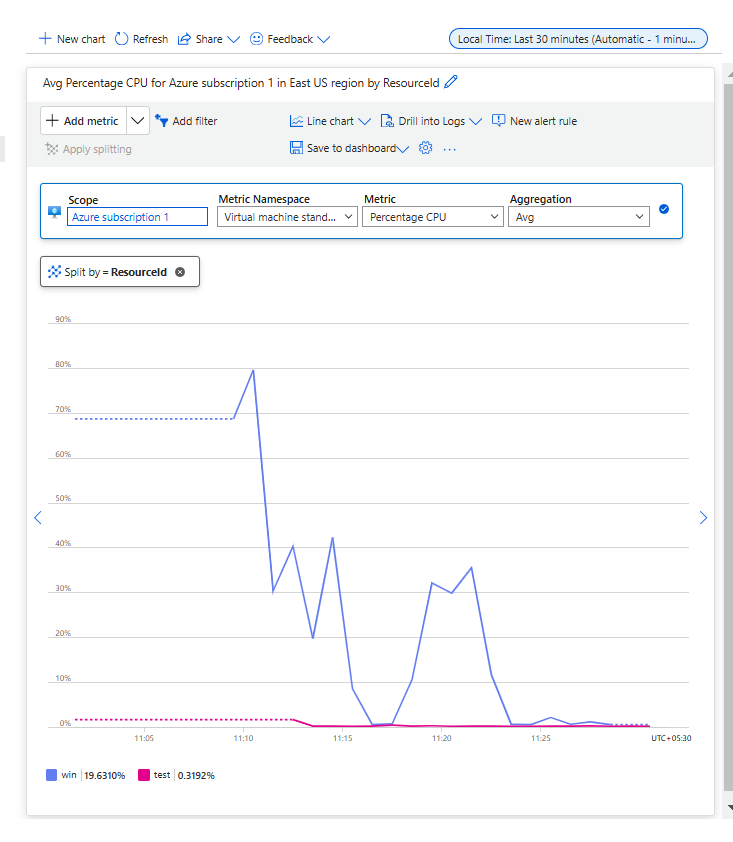 New chart Refresh Share Feedback Local Time: Last 30 minutes (Automatic - 1 minu...
Avg Percentage CPU for Azure subscription 1 in East US region by ResourceId
Add metric Add filter Line chart Drill into Logs New alert rule
Apply splitting Save to dashboard ...
Scope Metric Namespace Metric Aggregation
Azure subscription 1 Virtual machine stand... Percentage CPU Avg
Split by = ResourceId
90%
80%
70%
60%
50%
40%
30%
20%
10%
0%
11:05 11:10 11:15 11:20 11:25 UTC+05:30
win 19.6310% test 0.3192%